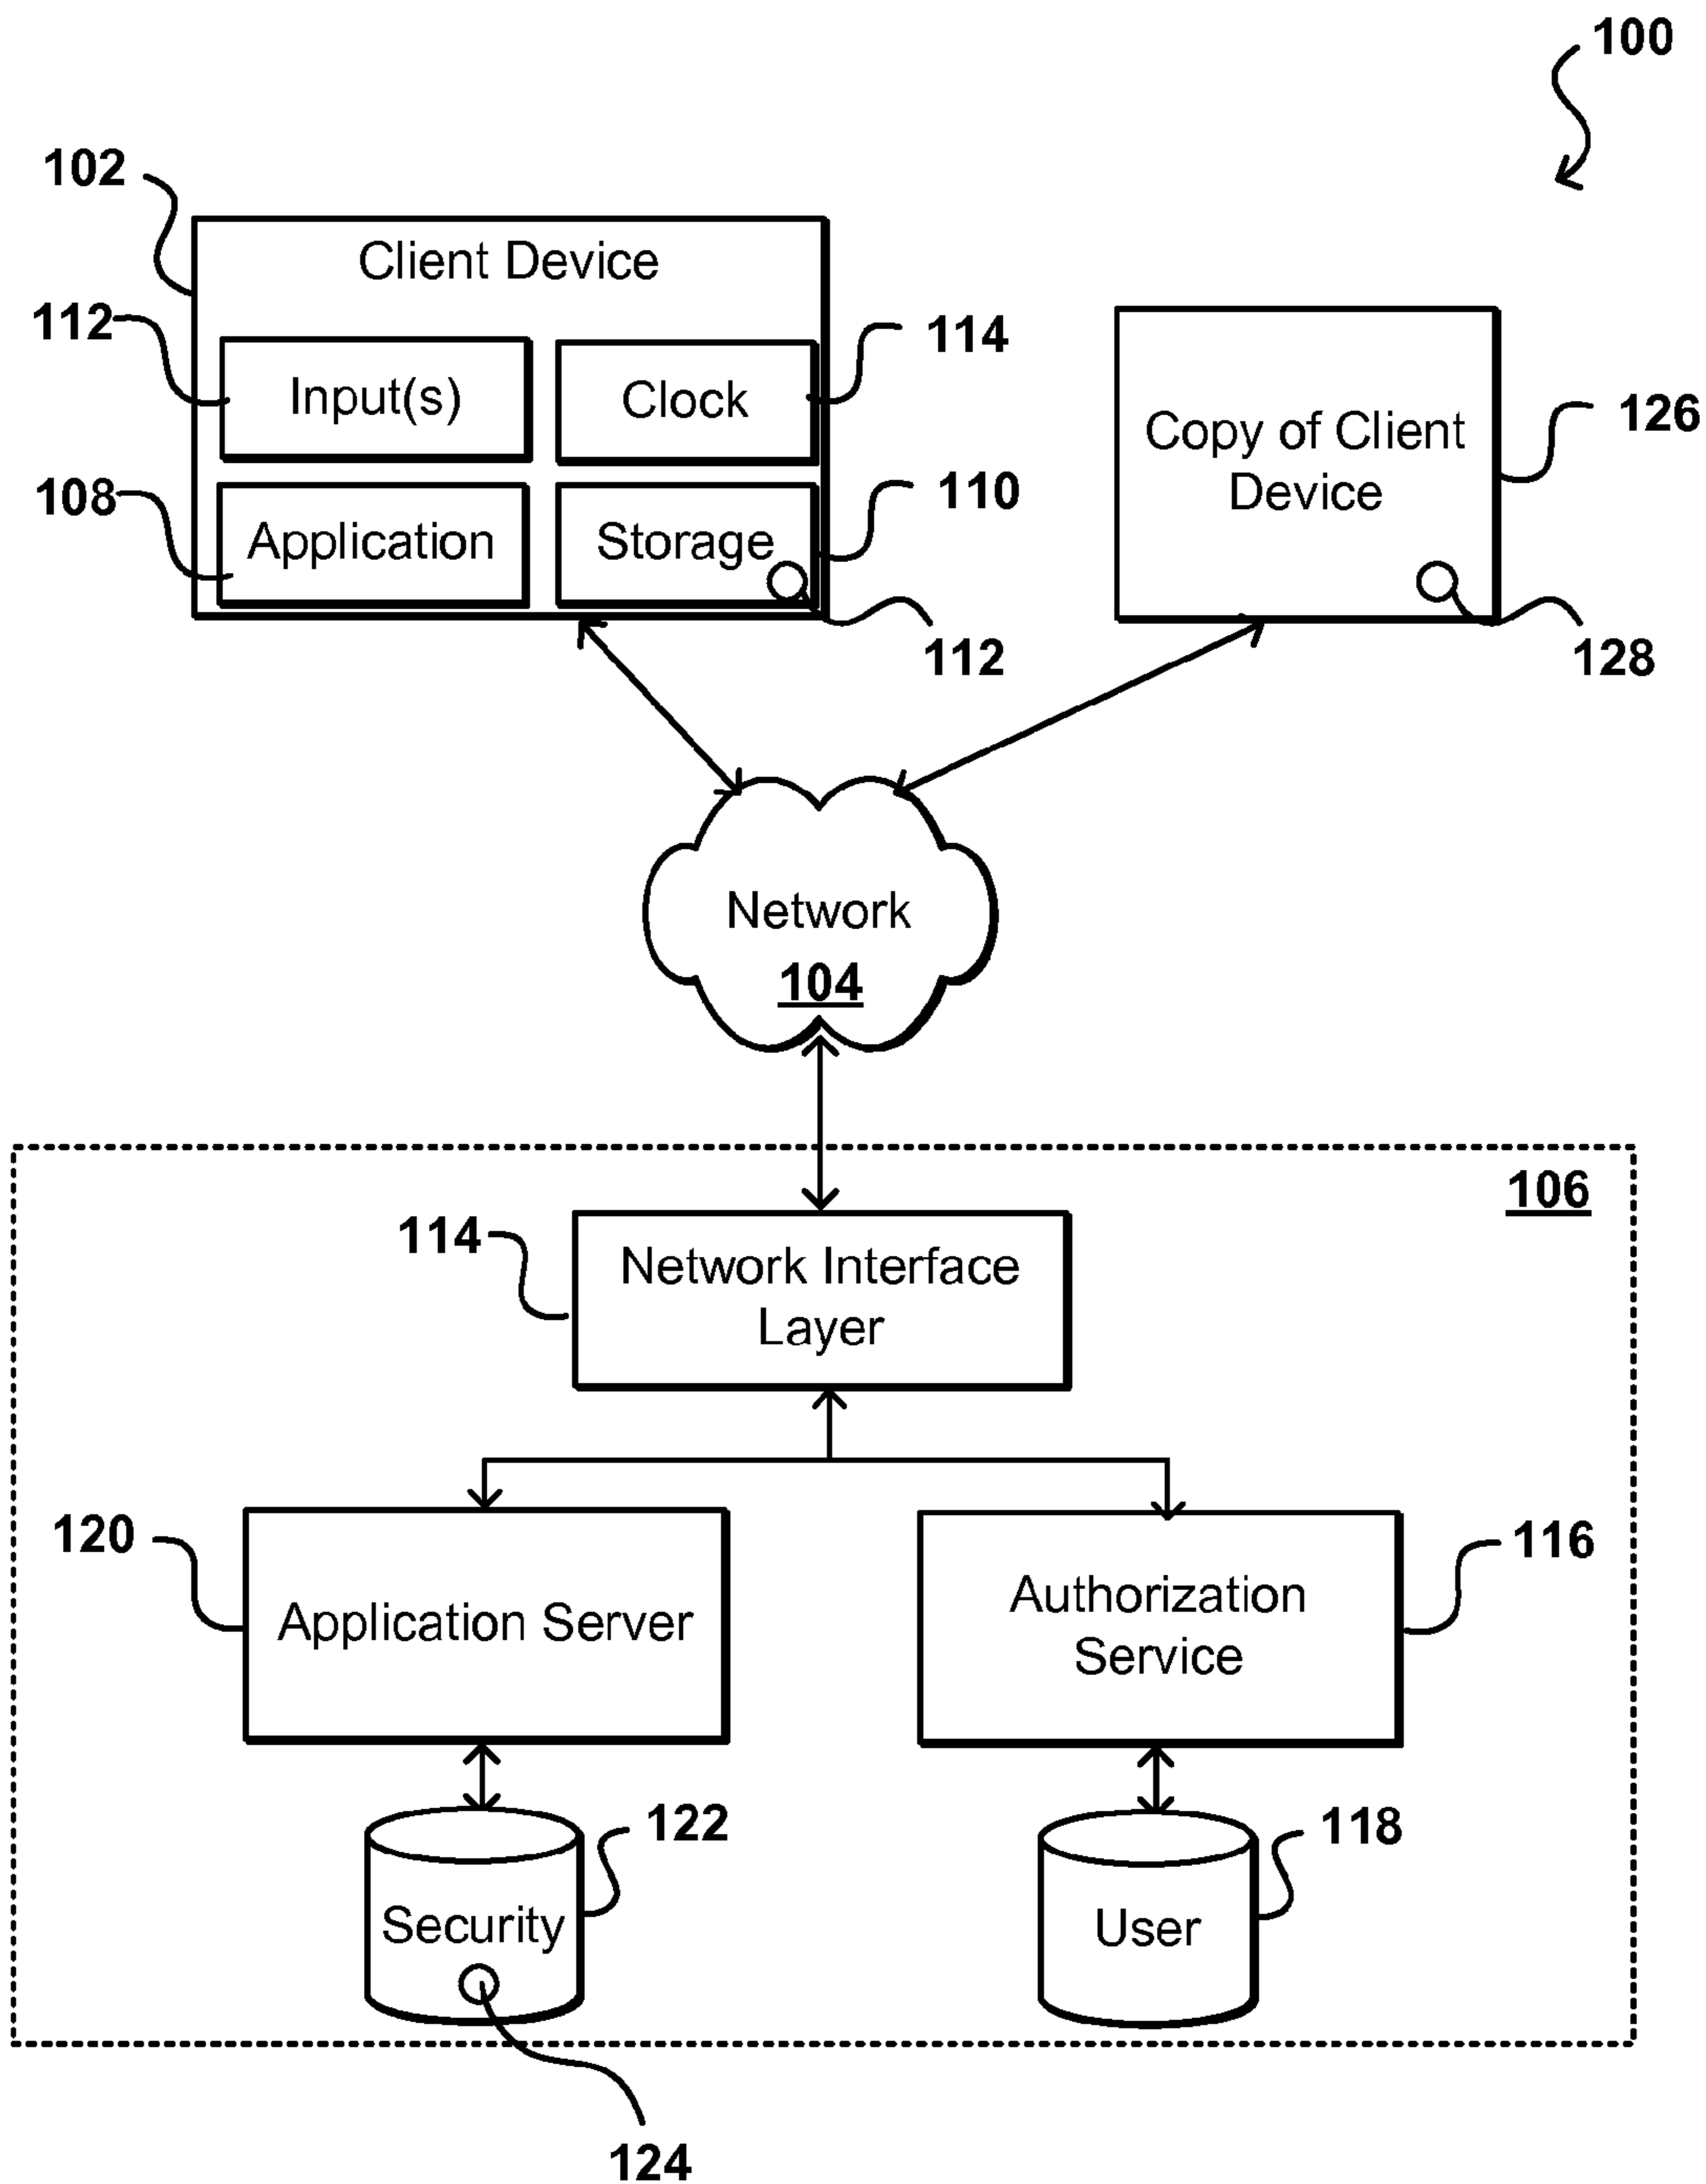 100
102
Client Device
112
Input(s)
Clock
114
108
Application
Storage
110
112
Copy of Client
Device
126
128
Network
104
106
114
Network Interface
Layer
120
Application Server
Authorization
Service
116
Security
122
User
118
124